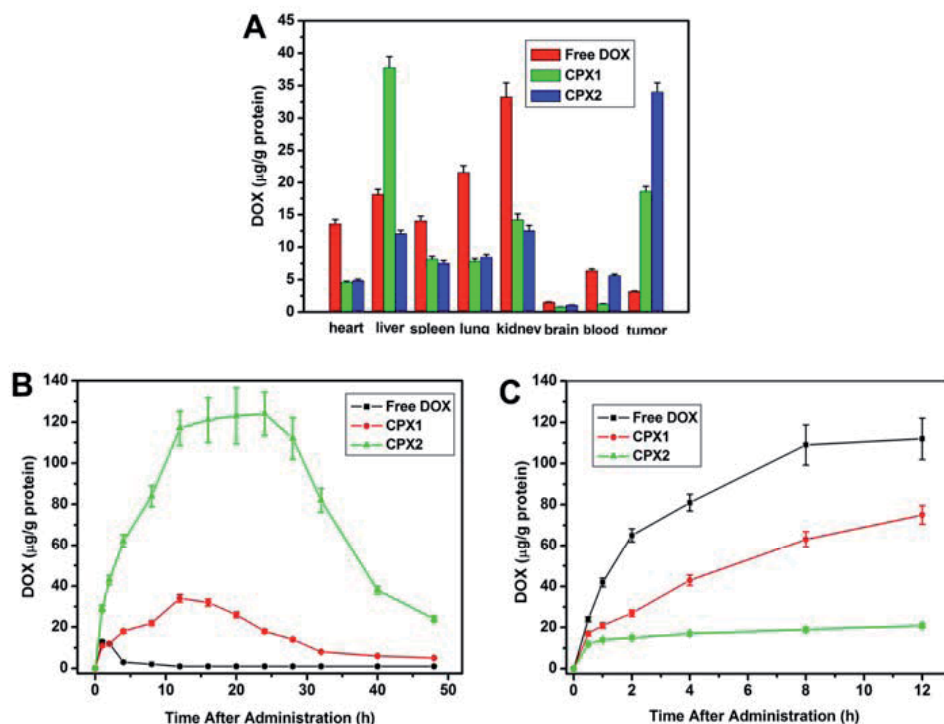 A
DOX (µg/g protein)
45
40
35
30
25
20
15
10
5
0
Free DOX
CPX1
CPX2
heart liver spleen lung kidney brain blood tumor
B
DOX (µg/g protein)
140
120
100
80
60
40
20
0
Free DOX
CPX1
CPX2
0 10 20 30 40 50
Time After Administration (h)
C
DOX (µg/g protein)
140
120
100
80
60
40
20
0
Free DOX
CPX1
CPX2
0 2 4 6 8 10 12
Time After Administration (h)